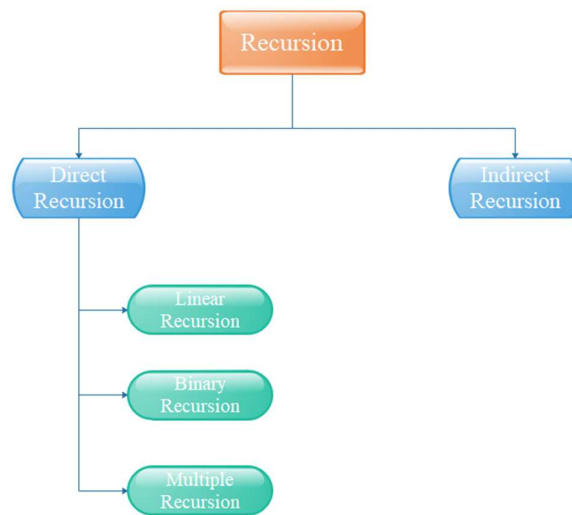 Recursion
Direct
Recursion
Indirect
Recursion
Linear
Recursion
Binary
Recursion
Multiple
Recursion